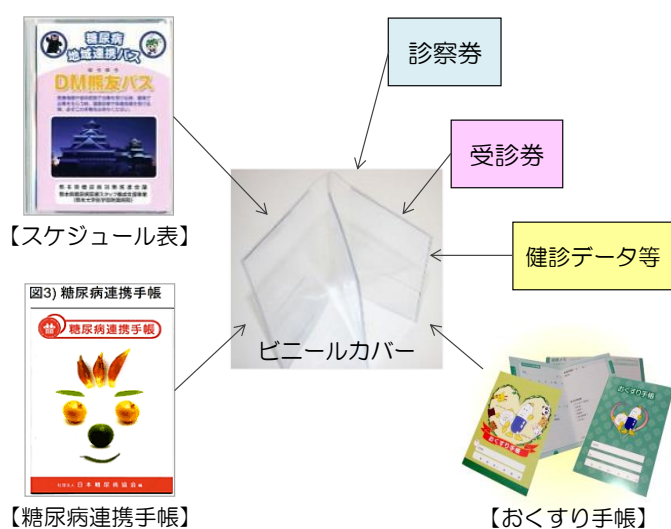 糖尿病
地域連携パス
DM熊友パス
【スケジュール表】
診察券
受診券
健診データ等
ビニールカバー
図3) 糖尿病連携手帳
糖尿病連携手帳
社団法人 日本糖尿病協会 編
【糖尿病連携手帳】
おくすり手帳
おくすり手帳
【おくすり手帳】